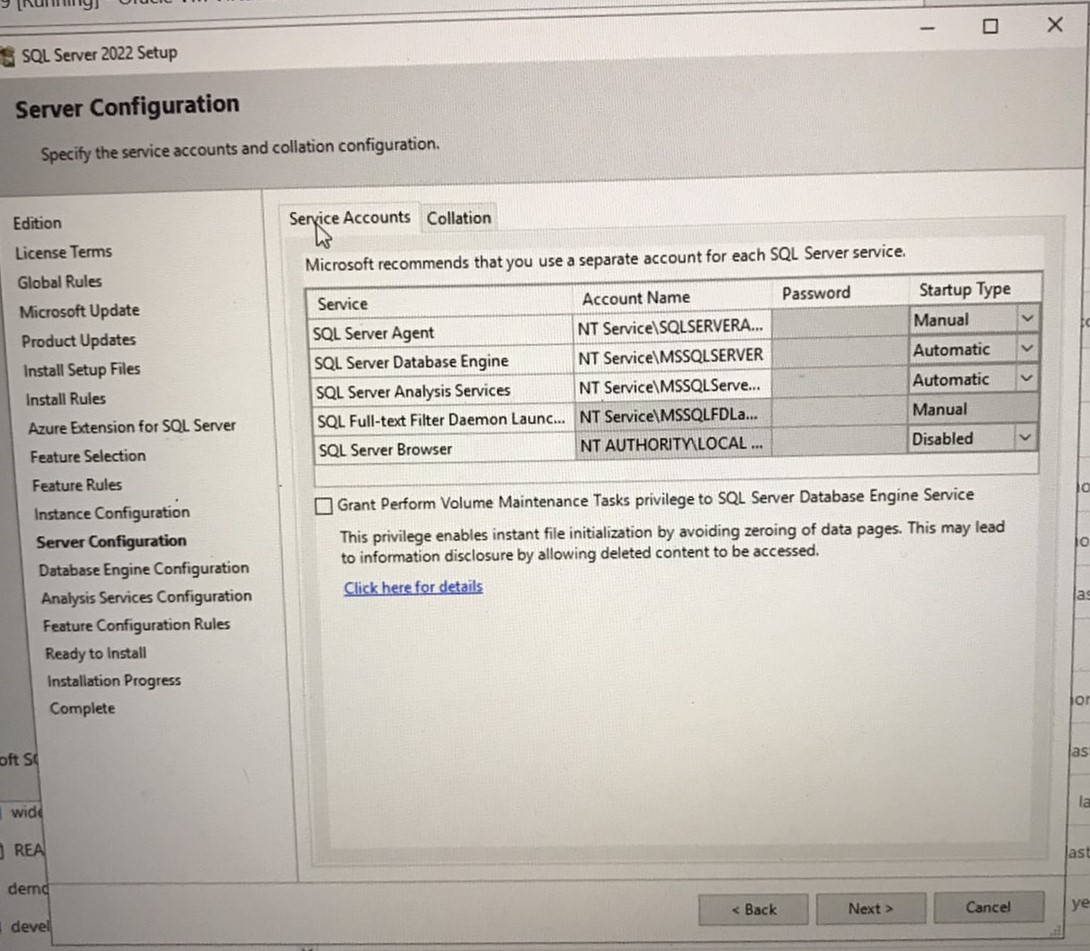 SQL Server 2022 Setup
Server Configuration
Specify the service accounts and collation configuration.
Edition
License Terms
Global Rules
Microsoft Update
Product Updates
Install Setup Files
Install Rules
Azure Extension for SQL Server
Feature Selection
Feature Rules
Instance Configuration
Server Configuration
Database Engine Configuration
Analysis Services Configuration
Feature Configuration Rules
Ready to Install
Installation Progress
Complete
Service Accounts Collation
Microsoft recommends that you use a separate account for each SQL Server service.
Service Account Name Password Startup Type
SQL Server Agent NT Service\SQLSERVERA... Manual
SQL Server Database Engine NT Service\MSSQLSERVER Automatic
SQL Server Analysis Services NT Service\MSSQLServe... Automatic
SQL Full-text Filter Daemon Launc... NT Service\MSSQLFDLa... Manual
SQL Server Browser NT AUTHORITY\LOCAL ... Disabled
Grant Perform Volume Maintenance Tasks privilege to SQL Server Database Engine Service
This privilege enables instant file initialization by avoiding zeroing of data pages. This may lead
to information disclosure by allowing deleted content to be accessed.
Click here for details
oft SQ
wide
REA
demo
devel
< Back Next > Cancel